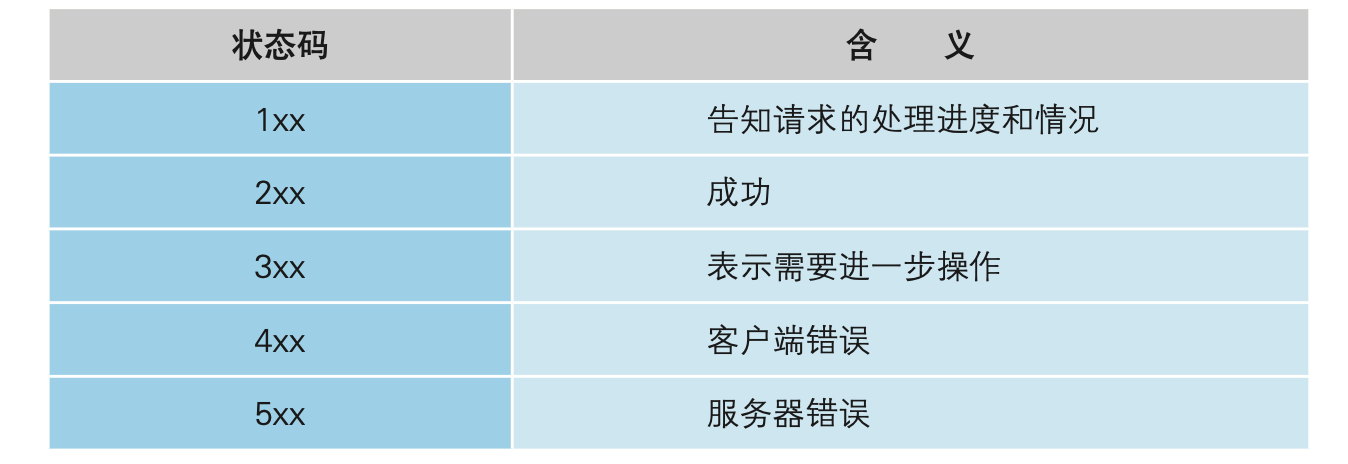 状态码 含 义
1xx 告知请求的处理进度和情况
2xx 成功
3xx 表示需要进一步操作
4xx 客户端错误
5xx 服务器错误